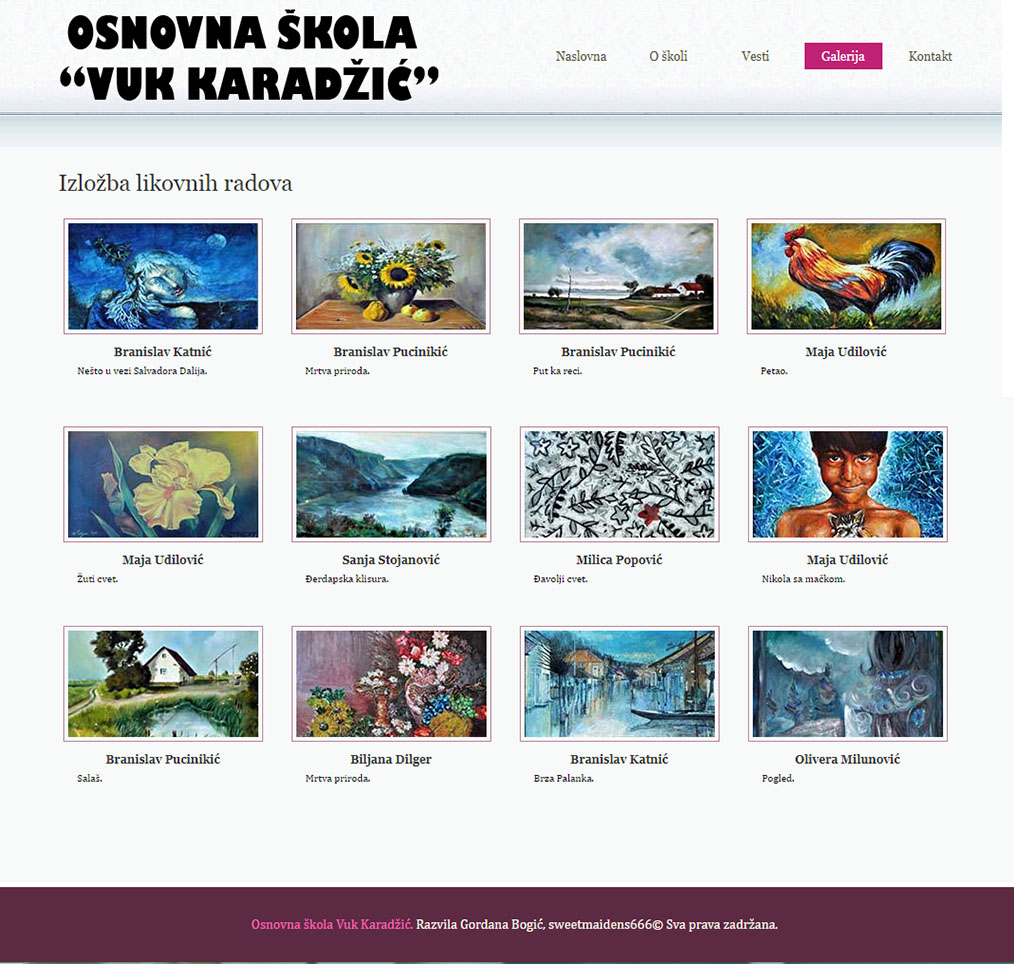 OSNOVNA ŠKOLA
“VUK KARADŽIĆ”
Naslovna O školi Vesti Galerija Kontakt
Izložba likovnih radova
Branislav Katnić Branislav Pucinikić Branislav Pucinikić Maja Udilović
Nešto u vezi Salvadora Dalija. Mrtva priroda. Put ka reci. Petao.
Maja Udilović Sanja Stojanović Milica Popović Maja Udilović
Žuti cvet. Đerdapska klisura. Đavolji cvet. Nikola sa mačkom.
Branislav Pucinikić Biljana Dilger Branislav Katnić Olivera Milunović
Salaš. Mrtva priroda. Brza Palanka. Pogled.
Osnovna škola Vuk Karadžić. Razvila Gordana Bogić, sweetmaidens666© Sva prava zadržana.